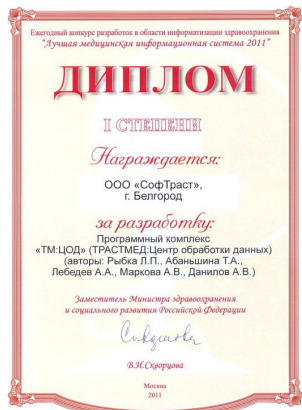 Ежегодный конкурс разработок в области информатизации здравоохранения
"Лучшая медицинская информационная система 2011"
ДИПЛОМ
I СТЕПЕНИ
Награждается:
ООО «СофТраст»,
г. Белгород
за разработку:
Программный комплекс
«ТМ:ЦОД» (ТРАСТМЕД:Центр обработки данных)
(авторы: Рыбка Л.П., Абаньшина Т.А.,
Лебедев А.А., Маркова А.В., Данилов А.В.)
Заместитель Министра здравоохранения
и социального развития Российской Федерации
В.И.Скворцова
Москва
2011